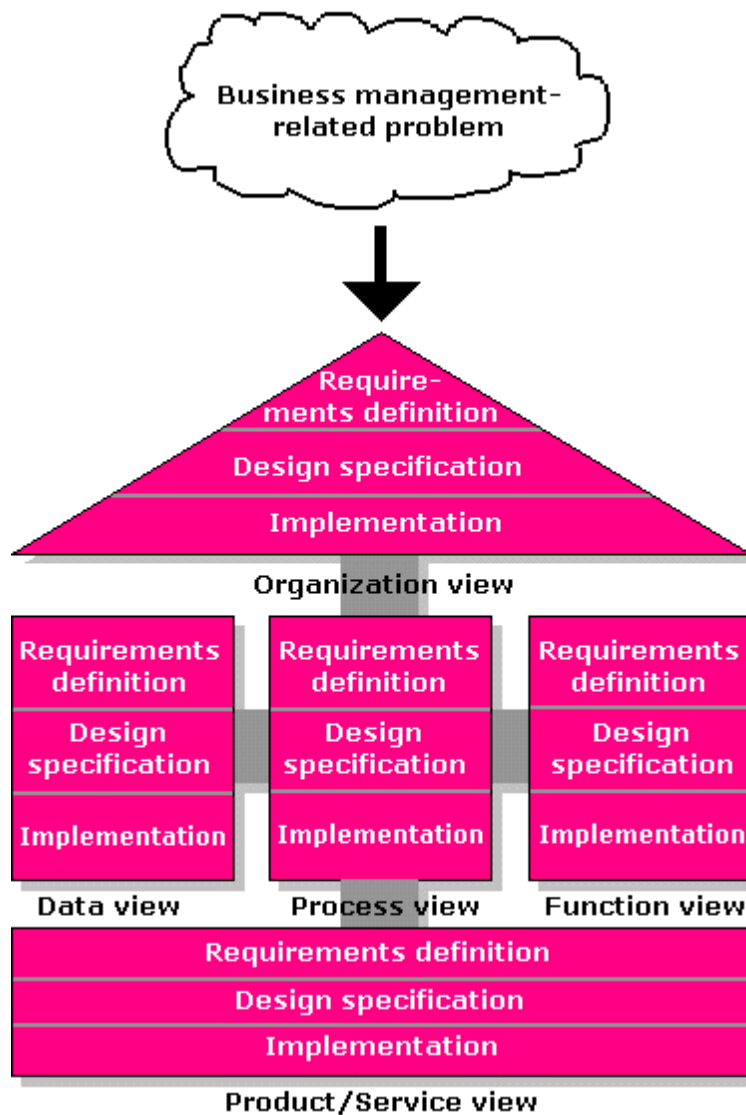 Business management-
related problem
Require-
ments definition
Design specification
Implementation
Organization view
Requirements
definition
Design
specification
Implementation
Data view
Requirements
definition
Design
specification
Implementation
Process view
Requirements
definition
Design
specification
Implementation
Function view
Requirements definition
Design specification
Implementation
Product/Service view